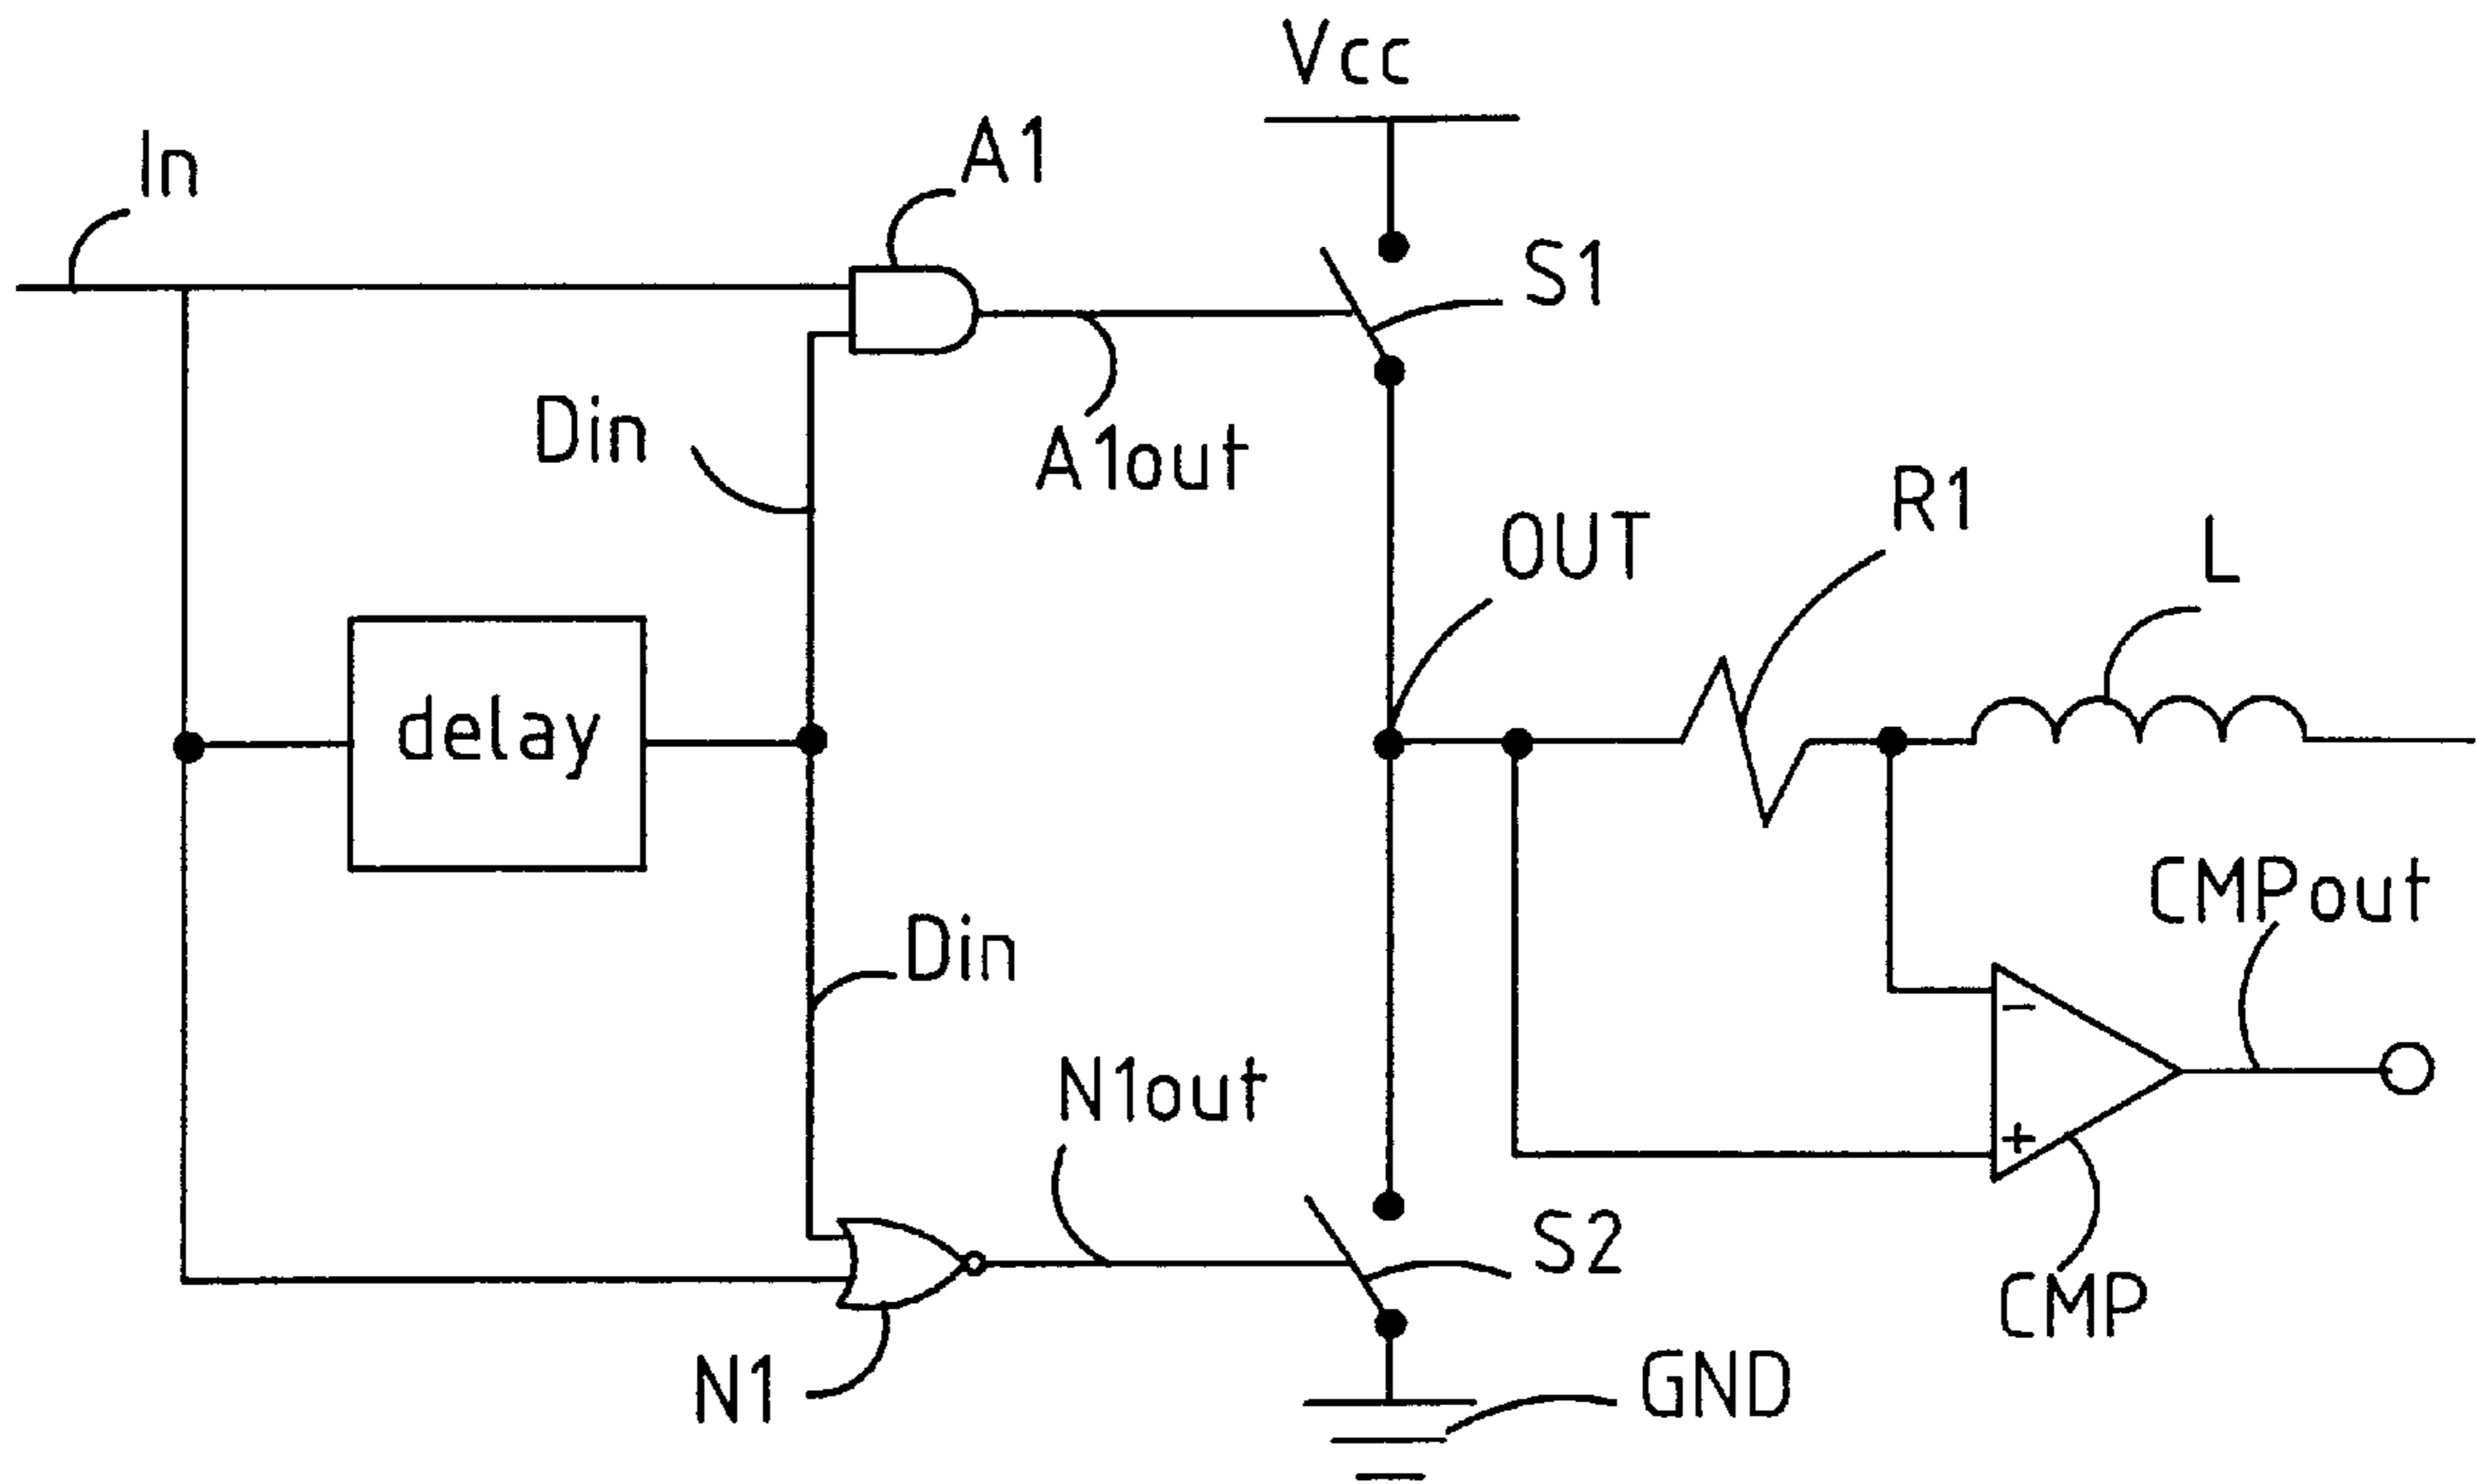 Vcc
In
A1
S1
Din
A1out
R1
OUT
L
delay
CMPout
Din
N1out
−
+
S2
CMP
N1
GND